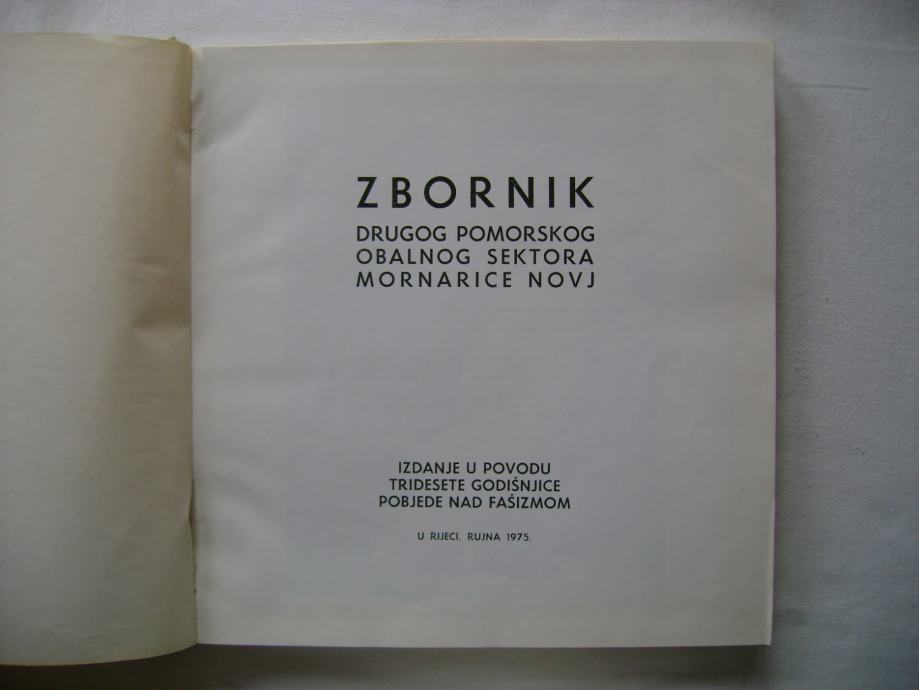 ZBORNIK
DRUGOG POMORSKOG
OBALNOG SEKTORA
MORNARICE NOVJ
IZDANJE U POVODU
TRIDESETE GODIŠNJICE
POBJEDE NAD FAŠIZMOM
U RIJECI, RUJNA 1975.